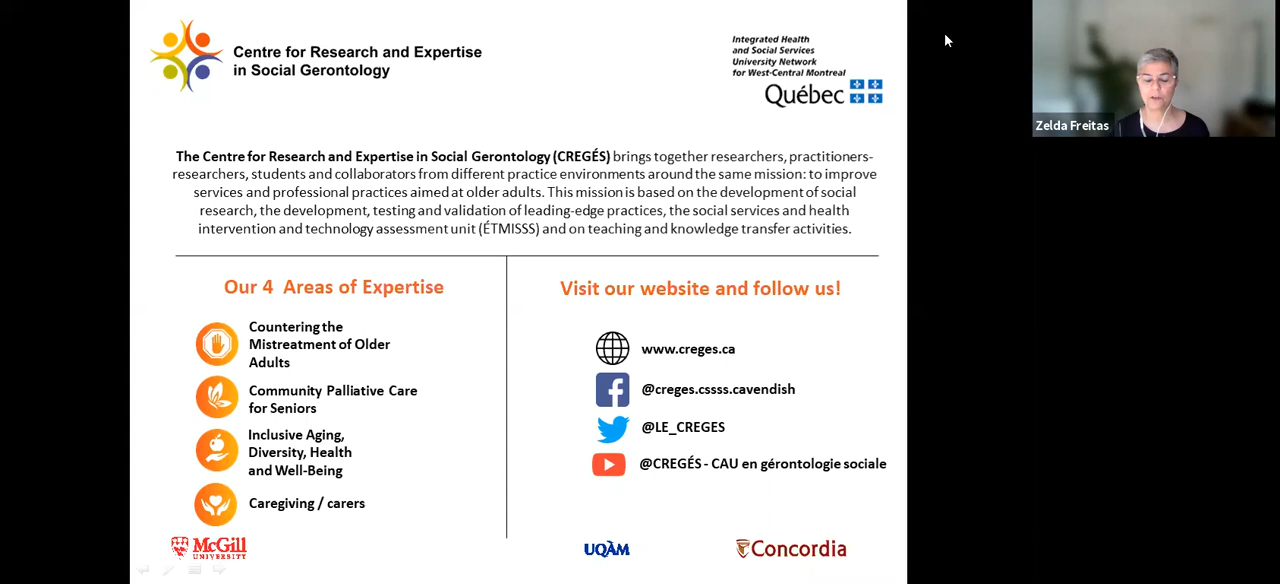 Centre for Research and Expertise
in Social Gerontology
Integrated Health
and Social Services
University Network
for West-Central Montreal
Québec
Zelda Freitas
The Centre for Research and Expertise in Social Gerontology (CREGÉS) brings together researchers, practitioners-
researchers, students and collaborators from different practice environments around the same mission: to improve
services and professional practices aimed at older adults. This mission is based on the development of social
research, the development, testing and validation of leading-edge practices, the social services and health
intervention and technology assessment unit (ÉTMISSS) and on teaching and knowledge transfer activities.
Our 4 Areas of Expertise
Countering the
Mistreatment of Older
Adults
Community Palliative Care
for Seniors
Inclusive Aging,
Diversity, Health
and Well-Being
Caregiving / carers
Visit our website and follow us!
www.creges.ca
@creges.cssss.cavendish
@LE_CREGES
@CREGÉS - CAU en gérontologie sociale
McGill
UNIVERSITY
UQÀM
Concordia